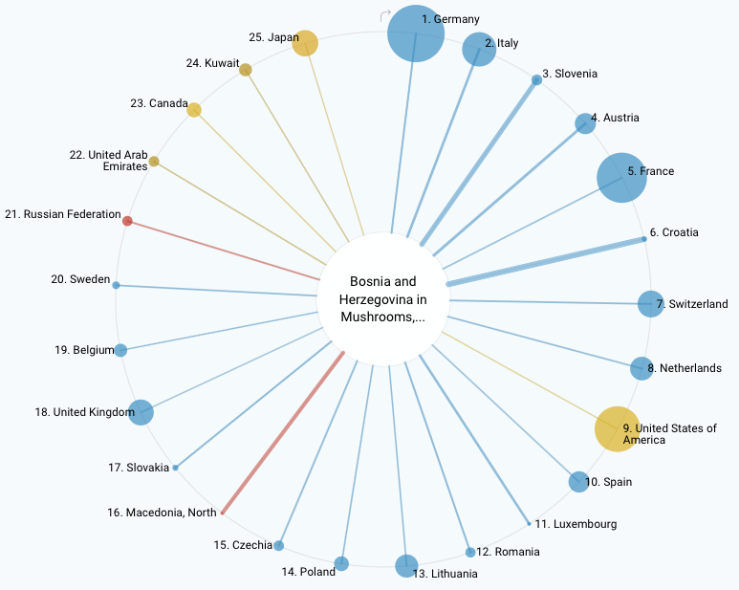 1. Germany
2. Italy
3. Slovenia
4. Austria
5. France
6. Croatia
7. Switzerland
8. Netherlands
9. United States of
America
10. Spain
11. Luxembourg
12. Romania
13. Lithuania
14. Poland
15. Czechia
16. Macedonia, North
17. Slovakia
18. United Kingdom
19. Belgium
20. Sweden
21. Russian Federation
22. United Arab
Emirates
23. Canada
24. Kuwait
25. Japan
Bosnia and
Herzegovina in
Mushrooms,...